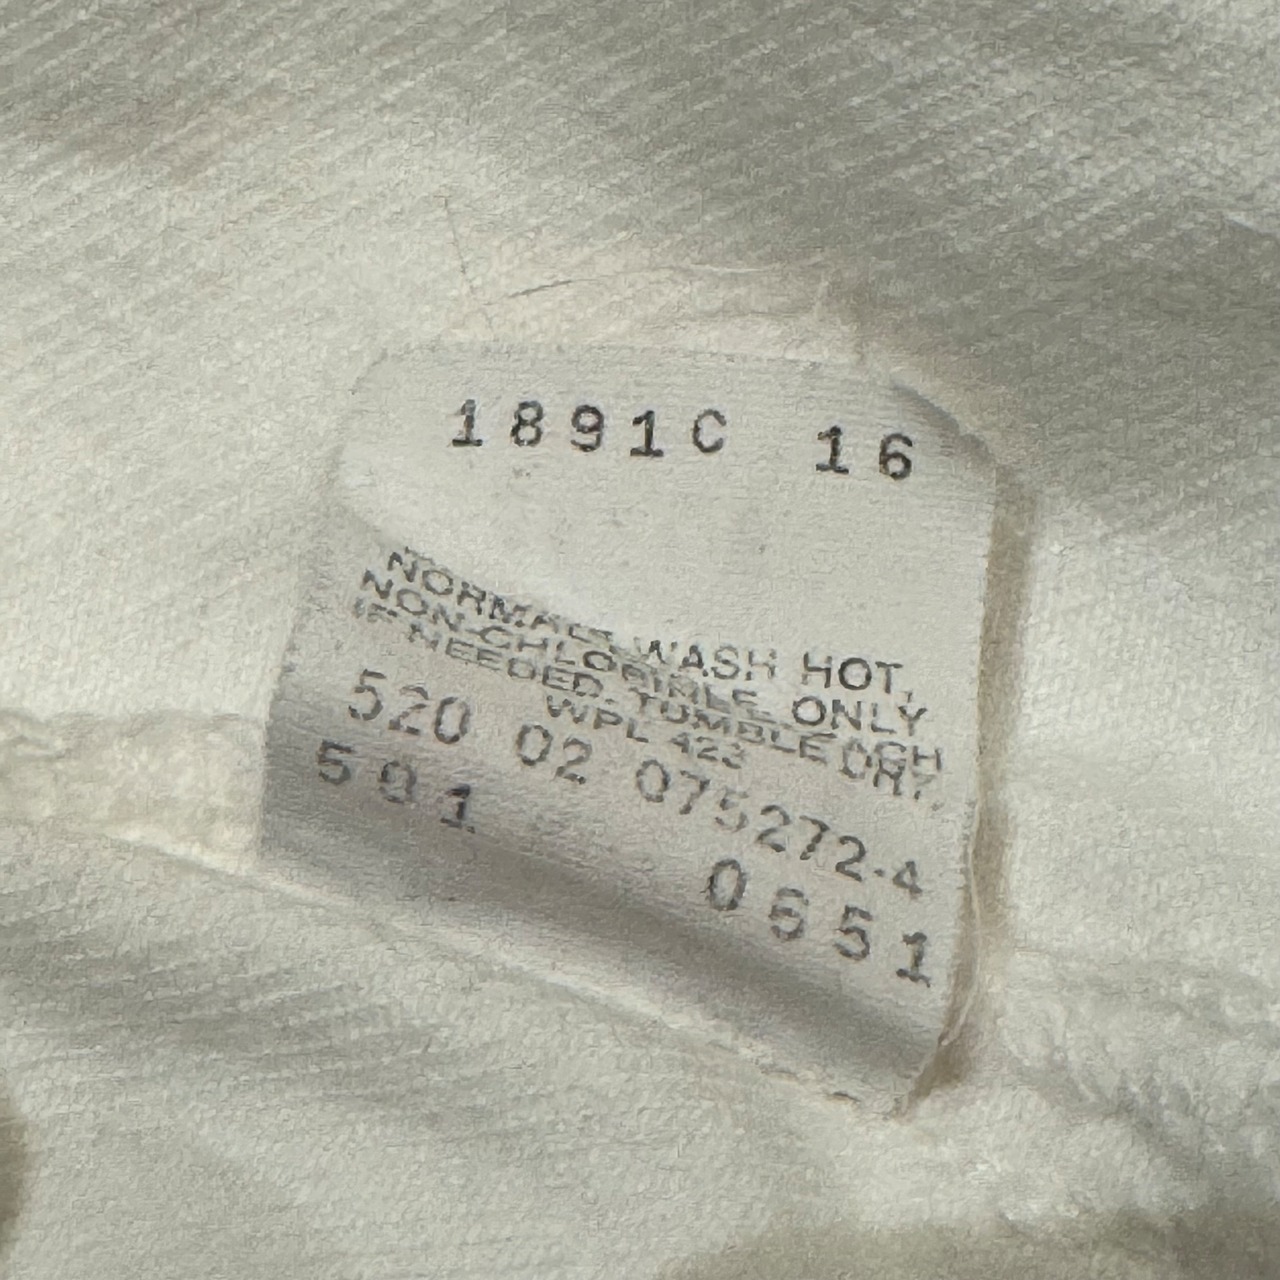 1891C 16
NORMAL WASH HOT,
NON-CHLORINE ONLY
IF NEEDED. TUMBLE DRY.
WPL 423
520 02 075272-4
591 0651